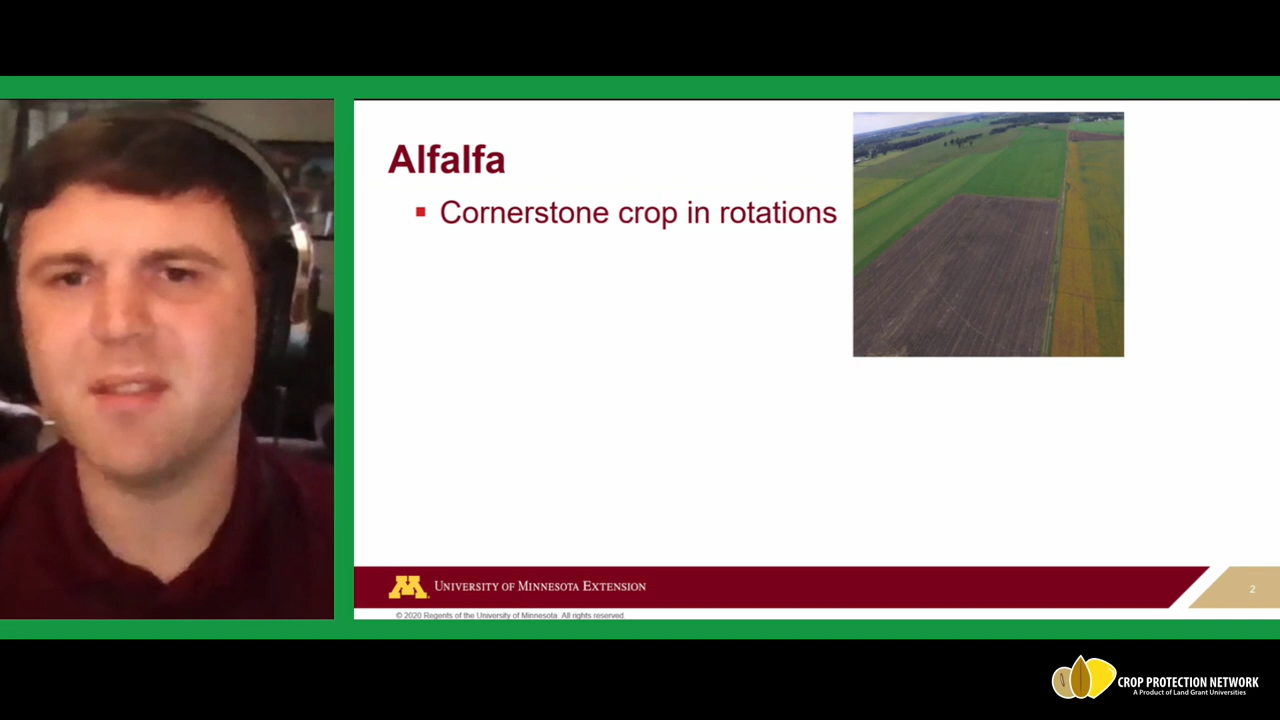 Alfalfa
▪ Cornerstone crop in rotations
M
UNIVERSITY OF MINNESOTA EXTENSION
2
© 2020 Regents of the University of Minnesota All rights reserved.
CROP PROTECTION NETWORK
A Product of Land Grant Universities